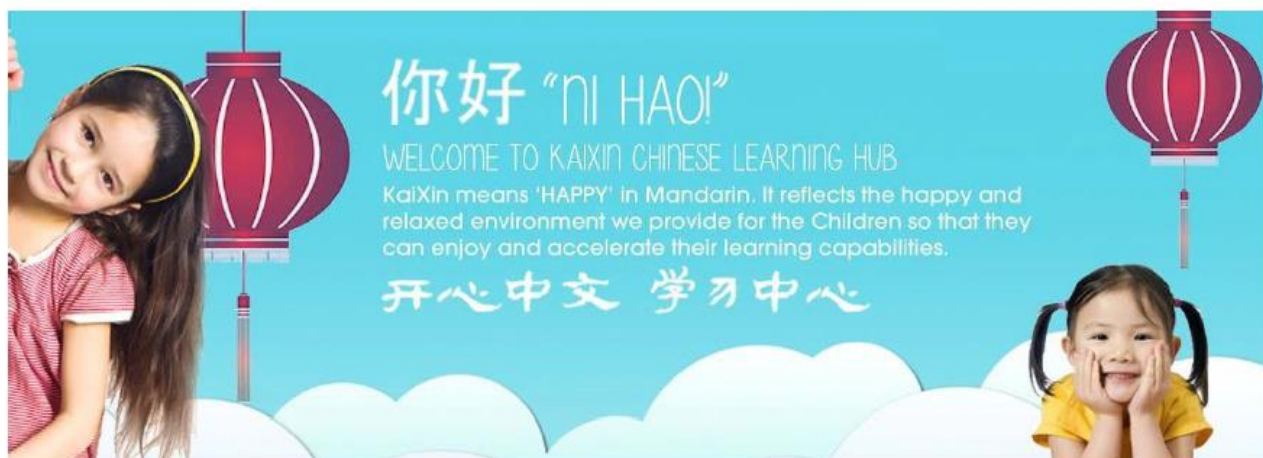 你好 “NI HAO!”
WELCOME TO KAIXIN CHINESE LEARNING HUB
KaiXin means ‘HAPPY’ in Mandarin. It reflects the happy and
relaxed environment we provide for the Children so that they
can enjoy and accelerate their learning capabilities.
开心中文 学习中心